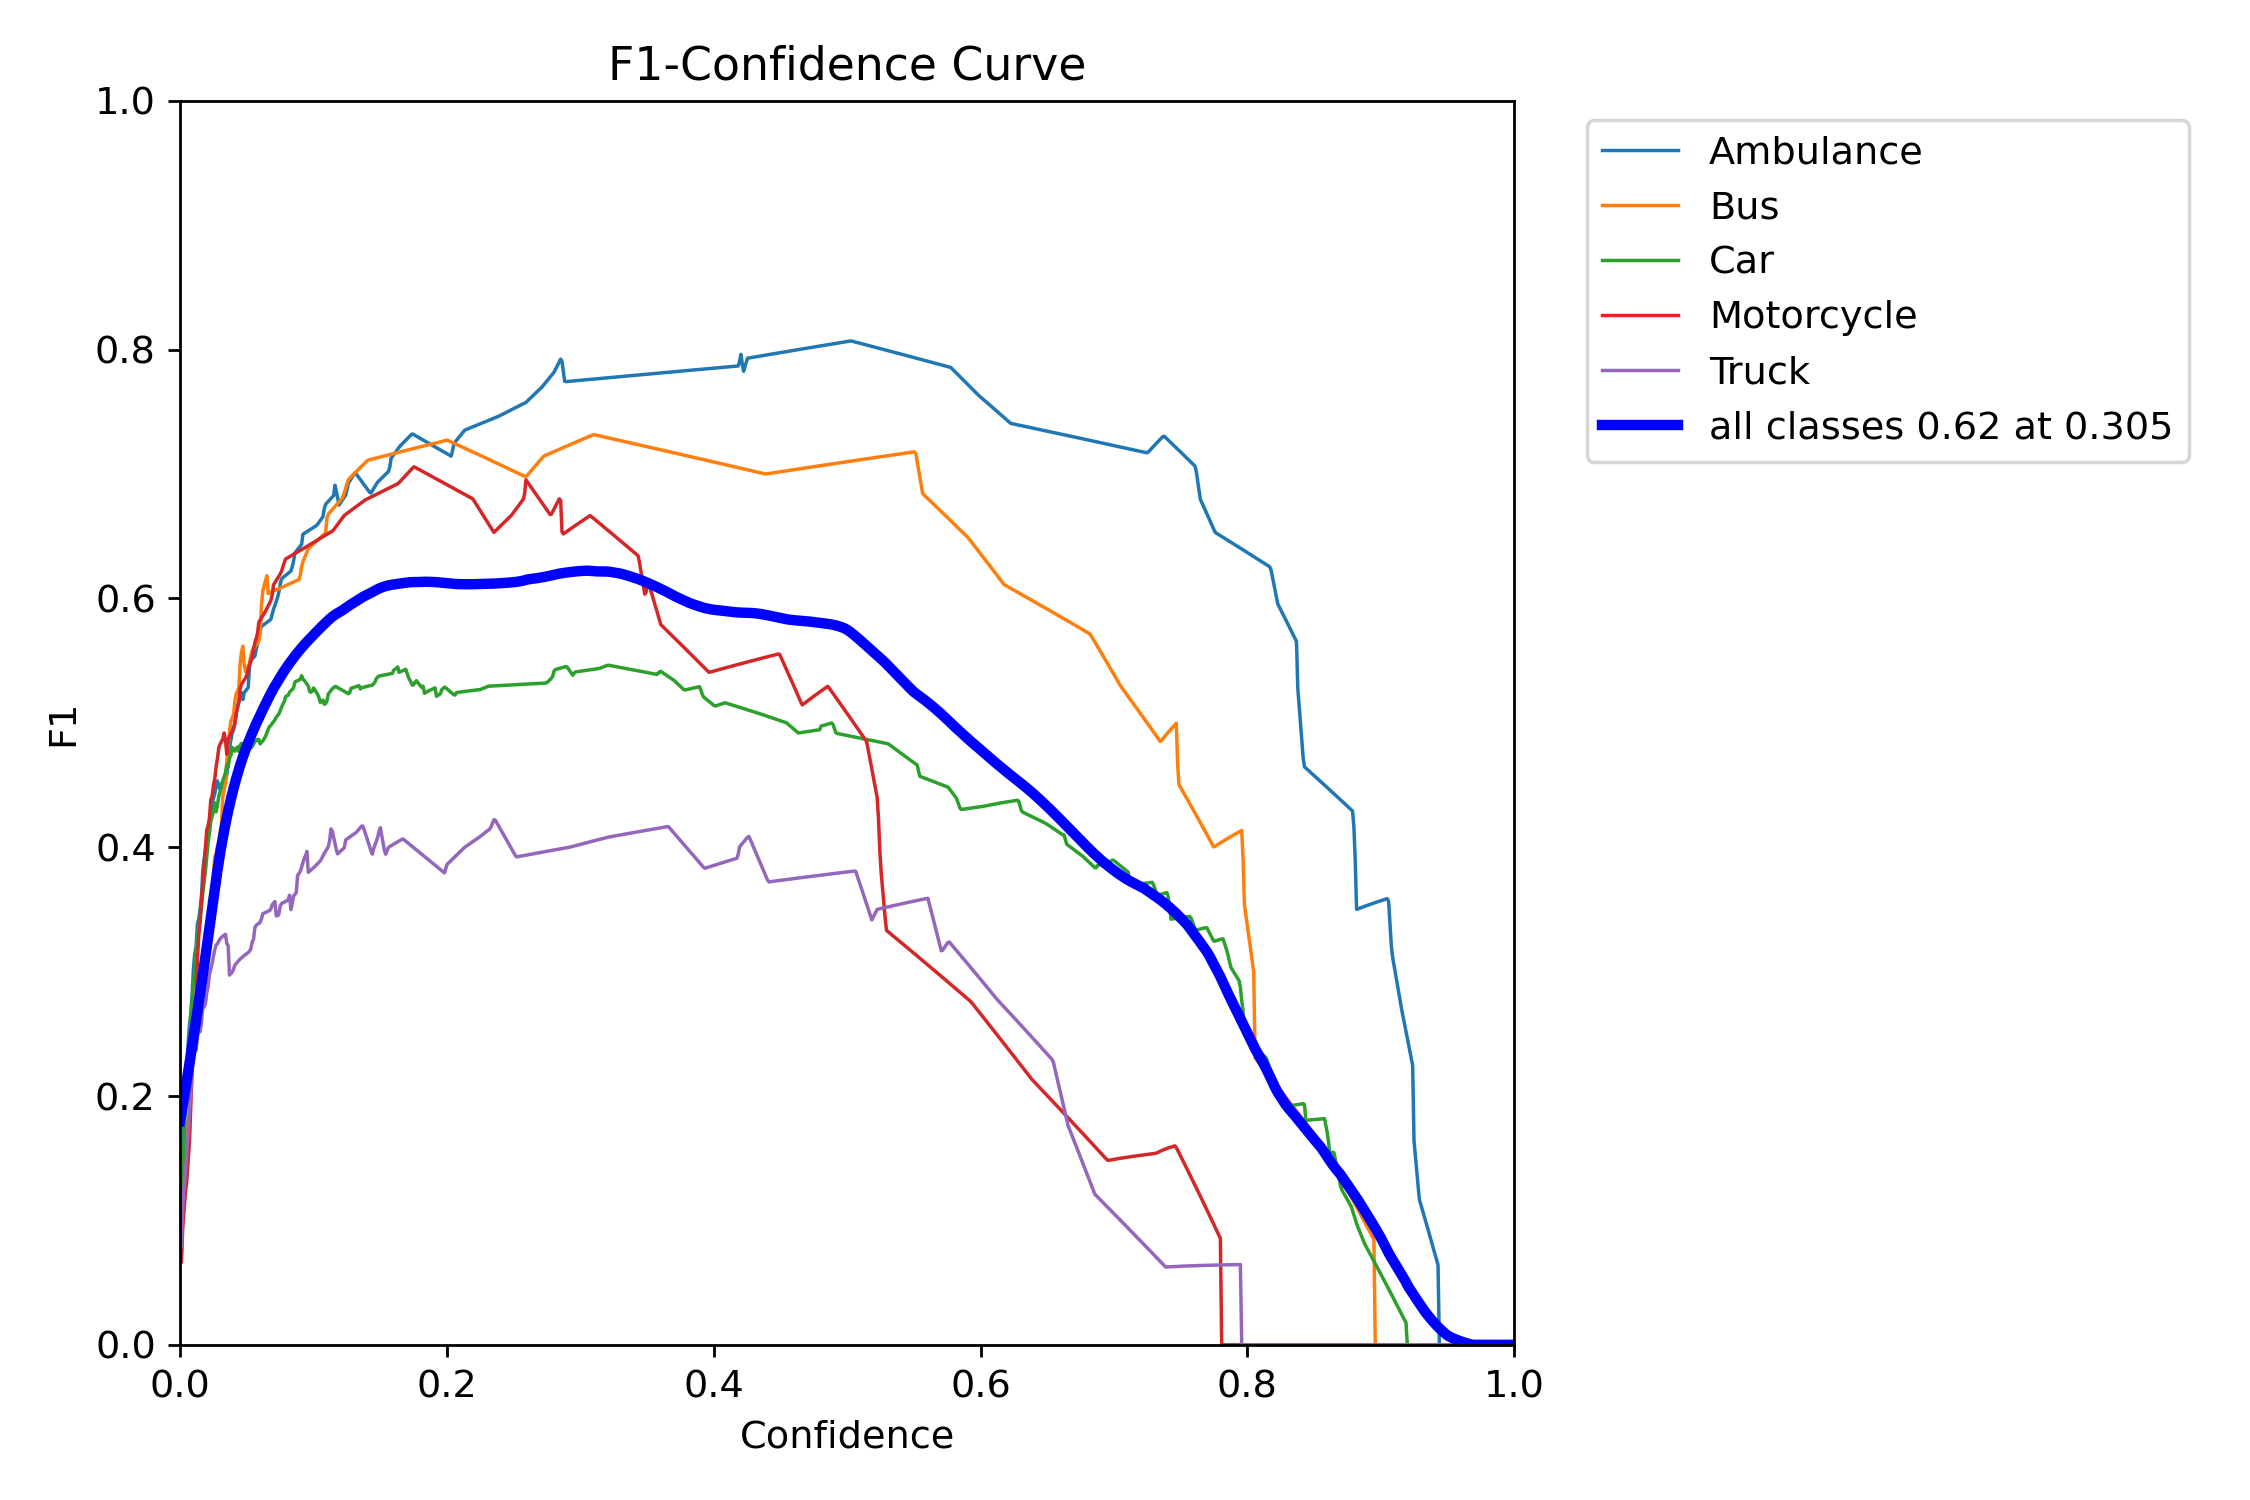 F1-Confidence Curve
1.0
0.8
0.6
0.4
0.2
0.0
F1
0.0 0.2 0.4 0.6 0.8 1.0
Confidence
Ambulance
Bus
Car
Motorcycle
Truck
all classes 0.62 at 0.305